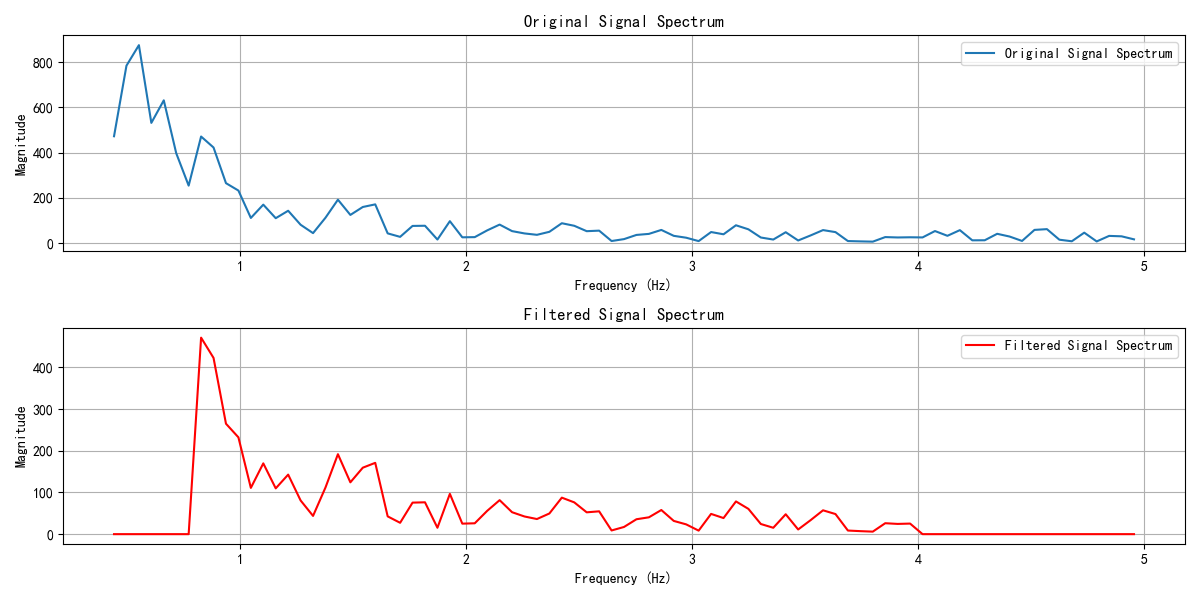 Original Signal Spectrum
Original Signal Spectrum
Magnitude
800
600
400
200
0
1
2
3
4
5
Frequency (Hz)
Filtered Signal Spectrum
Filtered Signal Spectrum
Magnitude
400
300
200
100
0
1
2
3
4
5
Frequency (Hz)